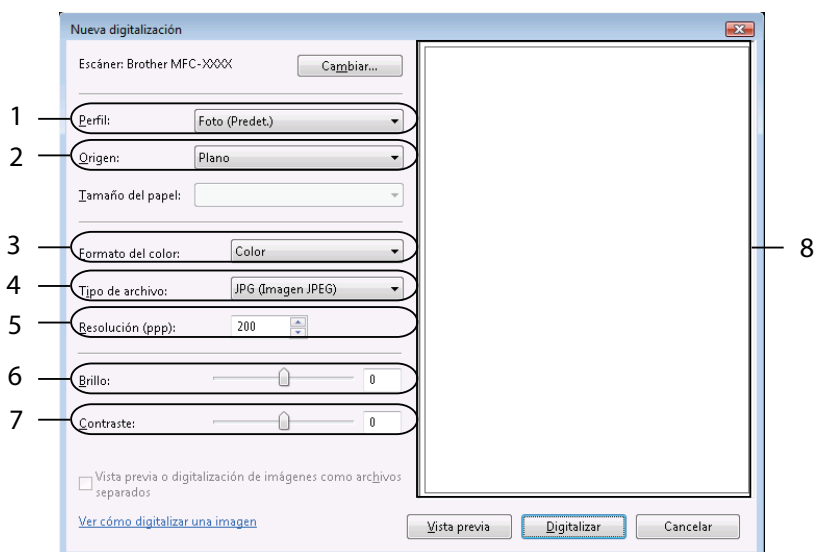 Nueva digitalización
Escáner: Brother MFC-XXXX
Cambiar...
1
Perfil:
Foto (Predet.)
2
Origen:
Plano
Tamaño del papel:
3
Formato del color:
Color
8
4
Tipo de archivo:
JPG (Imagen JPEG)
5
Resolución (ppp):
200
6
Brillo:
0
7
Contraste:
0
Vista previa o digitalización de imágenes como archivos
separados
Ver cómo digitalizar una imagen
Vista previa
Digitalizar
Cancelar